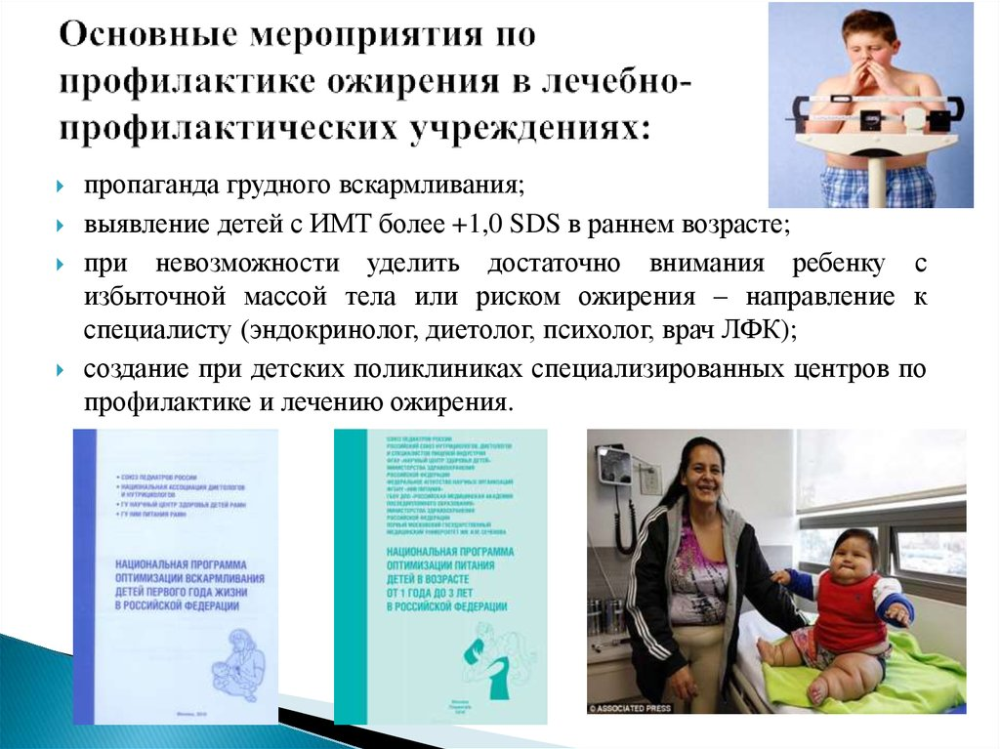 Основные мероприятия по
профилактике ожирения в лечебно-
профилактических учреждениях:
пропаганда грудного вскармливания;
выявление детей с ИМТ более +1,0 SDS в раннем возрасте;
при невозможности уделить достаточно внимания ребенку с
избыточной массой тела или риском ожирения – направление к
специалисту (эндокринолог, диетолог, психолог, врач ЛФК);
создание при детских поликлиниках специализированных центров по
профилактике и лечению ожирения.
• СОЮЗ ПЕДИАТРОВ РОССИИ
• НАЦИОНАЛЬНАЯ АССОЦИАЦИЯ ДИЕТОЛОГОВ
И НУТРИЦИОЛОГОВ
• ГУ НАУЧНЫЙ ЦЕНТР ЗДОРОВЬЯ ДЕТЕЙ РАМН
• ГУ НИИ ПИТАНИЯ РАМН
НАЦИОНАЛЬНАЯ ПРОГРАММА
ОПТИМИЗАЦИИ ВСКАРМЛИВАНИЯ
ДЕТЕЙ ПЕРВОГО ГОДА ЖИЗНИ
В РОССИЙСКОЙ ФЕДЕРАЦИИ
СОЮЗ ПЕДИАТРОВ РОССИИ
РОССИЙСКИЙ СОЮЗ НУТРИЦИОЛОГОВ, ДИЕТОЛОГОВ
И СПЕЦИАЛИСТОВ ПИЩЕВОЙ ИНДУСТРИИ
ФГАУ «НАУЧНЫЙ ЦЕНТР ЗДОРОВЬЯ ДЕТЕЙ»
МИНИСТЕРСТВА ЗДРАВООХРАНЕНИЯ
РОССИЙСКОЙ ФЕДЕРАЦИИ
ФЕДЕРАЛЬНОЕ АГЕНТСТВО НАУЧНЫХ ОРГАНИЗАЦИЙ
ФГБНУ «НИИ ПИТАНИЯ»
ГБОУ ДПО «РОССИЙСКАЯ МЕДИЦИНСКАЯ АКАДЕМИЯ
ПОСЛЕДИПЛОМНОГО ОБРАЗОВАНИЯ»
МИНИСТЕРСТВА ЗДРАВООХРАНЕНИЯ
РОССИЙСКОЙ ФЕДЕРАЦИИ
ПЕРВЫЙ МОСКОВСКИЙ ГОСУДАРСТВЕННЫЙ
МЕДИЦИНСКИЙ УНИВЕРСИТЕТ ИМ. И.М. СЕЧЕНОВА
НАЦИОНАЛЬНАЯ ПРОГРАММА
ОПТИМИЗАЦИИ ПИТАНИЯ
ДЕТЕЙ В ВОЗРАСТЕ
ОТ 1 ГОДА ДО 3 ЛЕТ
В РОССИЙСКОЙ ФЕДЕРАЦИИ
© ASSOCIATED PRESS